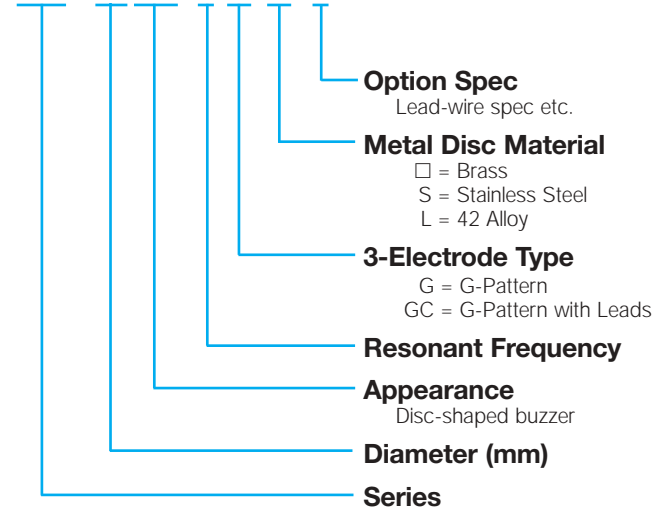 Option Spec
Lead-wire spec etc.
Metal Disc Material
□ = Brass
S = Stainless Steel
L = 42 Alloy
3-Electrode Type
G = G-Pattern
GC = G-Pattern with Leads
Resonant Frequency
Appearance
Disc-shaped buzzer
Diameter (mm)
Series